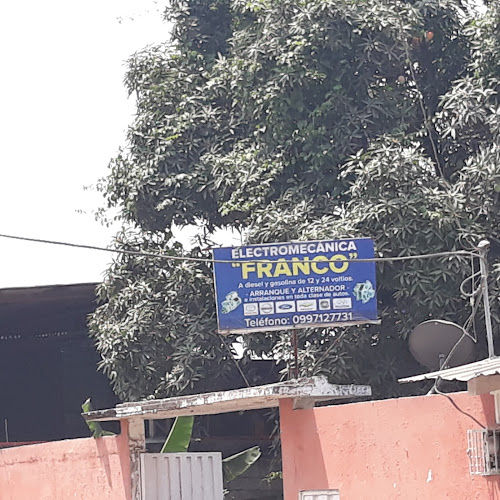 ELECTROMECANICA
"FRANCO"
A diesel y gasolina de 12 y 24 voltios.
- ARRANQUE Y ALTERNADOR -
e instalaciones en toda clase de autos.
Teléfono: 0997127731